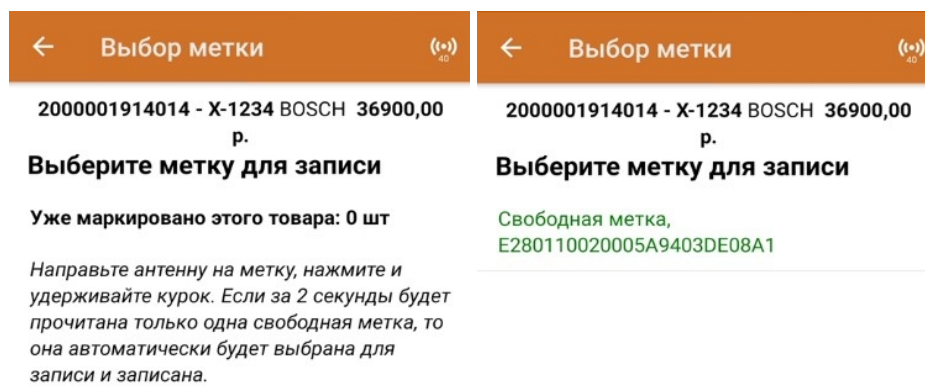 Выбор метки
40
2000001914014 - X-1234 BOSCH 36900,00
р.
Выберите метку для записи
Уже маркировано этого товара: 0 шт
Направьте антенну на метку, нажмите и
удерживайте курок. Если за 2 секунды будет
прочитана только одна свободная метка, то
она автоматически будет выбрана для
записи и записана.
Выбор метки
40
2000001914014 - X-1234 BOSCH 36900,00
р.
Выберите метку для записи
Свободная метка,
E280110020005A9403DE08A1